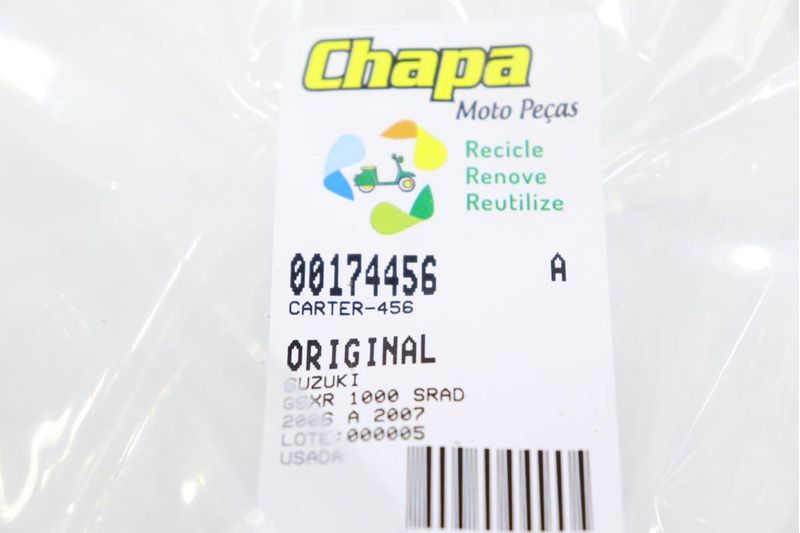 Chapa
Moto Peças
Recicle
Renove
Reutilize
00174456 A
CARTER-456
ORIGINAL
SUZUKI
GSXR 1000 SRAD
2006 A 2007
LOTE:000005
USADA